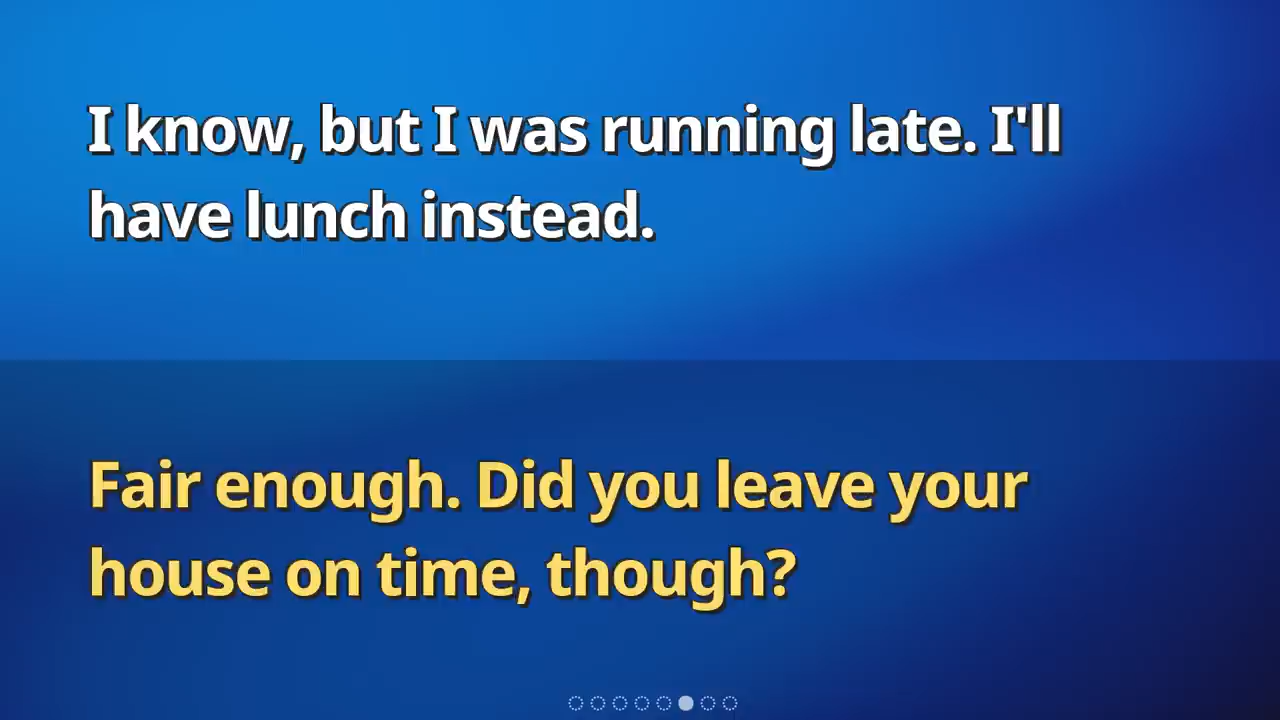 I know, but I was running late. I'll
have lunch instead.
Fair enough. Did you leave your
house on time, though?